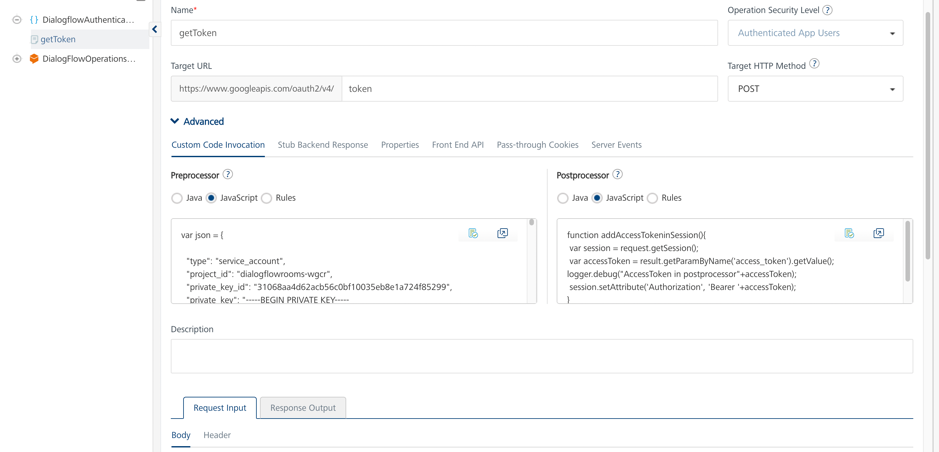 DialogflowAuthentica...
getToken
DialogFlowOperations...
Name*
getToken
Operation Security Level ?
Authenticated App Users
Target URL
https://www.googleapis.com/oauth2/v4/ token
Target HTTP Method ?
POST
Advanced
Custom Code Invocation Stub Backend Response Properties Front End API Pass-through Cookies Server Events
Preprocessor ?
Java JavaScript Rules
var json = {
"type": "service_account",
"project_id": "dialogflowrooms-wgcr",
"private_key_id": "31068aa4d62acb56c0bf10035eb8e1a724f85299",
"private_key": "-----BEGIN PRIVATE KEY-----
Postprocessor ?
Java JavaScript Rules
function addAccessTokeninSession(){
var session = request.getSession();
var accessToken = result.getParamByName('access_token').getValue();
logger.debug("AccessToken in postprocessor"+accessToken);
session.setAttribute('Authorization', 'Bearer '+accessToken);
}
Description
Request Input Response Output
Body Header